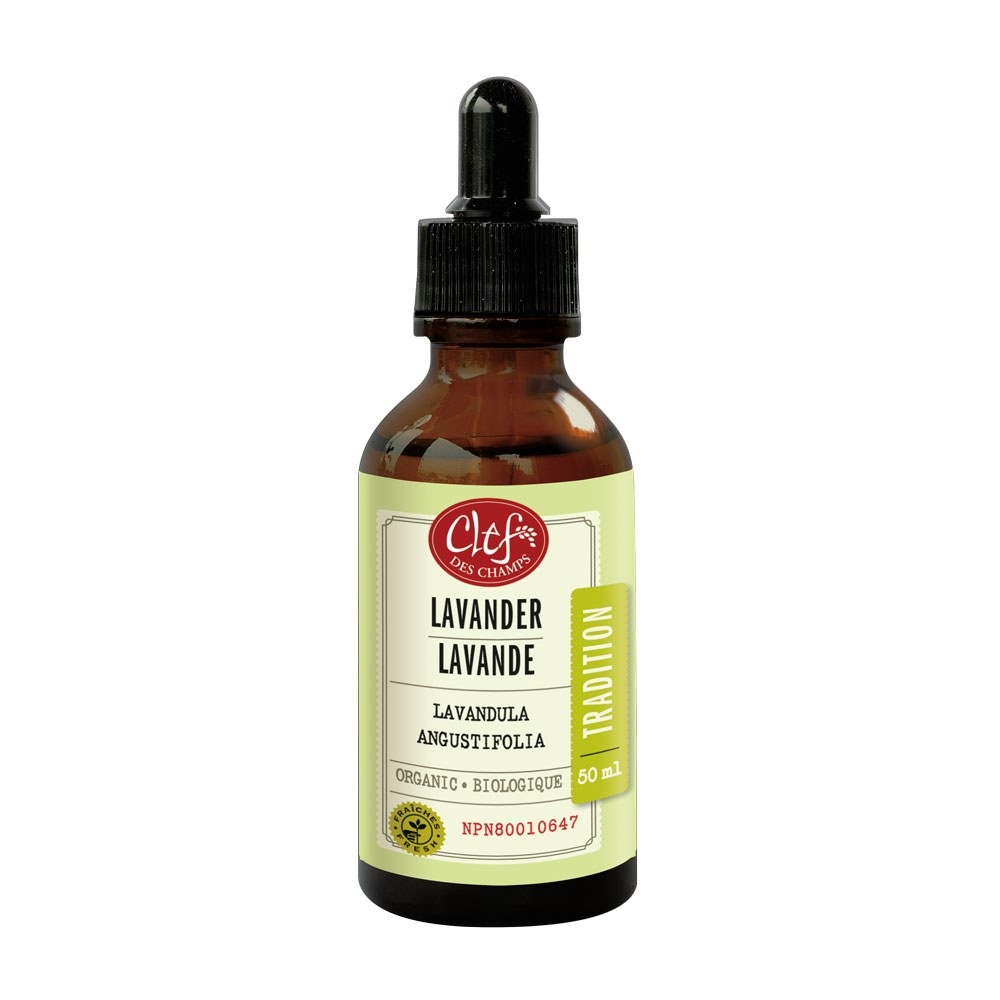 Clef
DES CHAMPS
LAVANDER
LAVANDE
LAVANDULA
ANGUSTIFOLIA
ORGANIC • BIOLOGIQUE
FRAÎCHES
FRESH
NPN80010647
TRADITION
50 ml